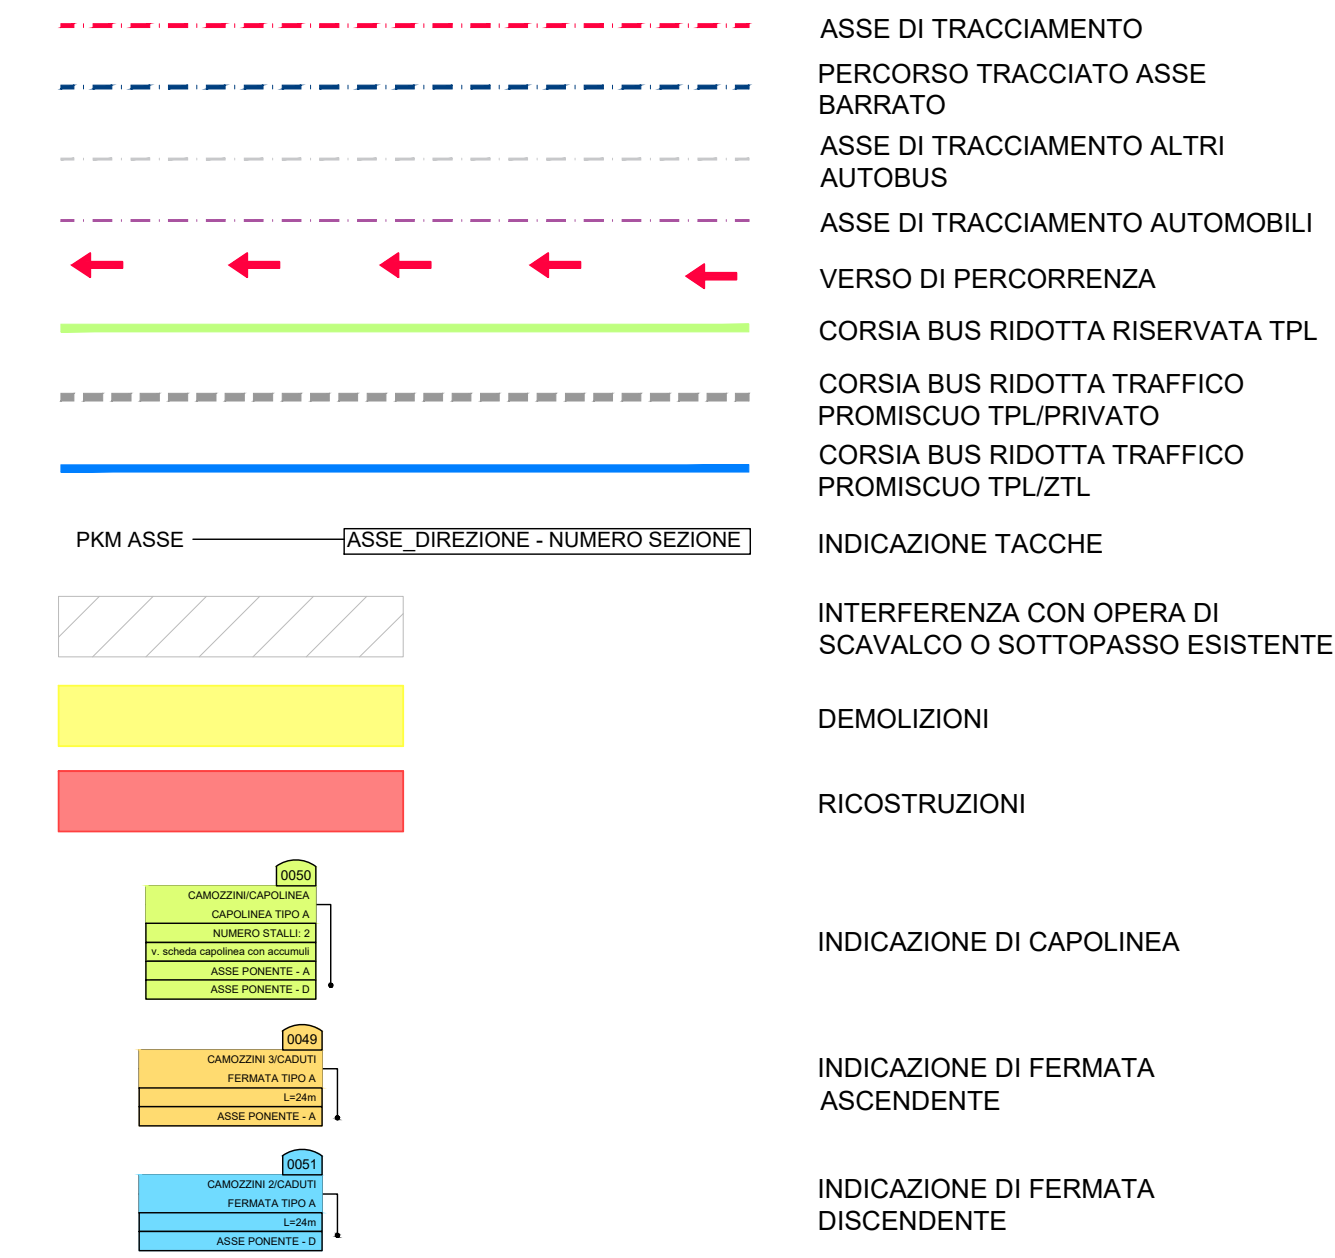 ASSE DI TRACCIAMENTO
PERCORSO TRACCIATO ASSE
BARRATO
ASSE DI TRACCIAMENTO ALTRI
AUTOBUS
ASSE DI TRACCIAMENTO AUTOMOBILI
VERSO DI PERCORRENZA
CORSIA BUS RIDOTTA RISERVATA TPL
CORSIA BUS RIDOTTA TRAFFICO
PROMISCUO TPL/PRIVATO
CORSIA BUS RIDOTTA TRAFFICO
PROMISCUO TPL/ZTL
PKM ASSE
ASSE_DIREZIONE - NUMERO SEZIONE
INDICAZIONE TACCHE
INTERFERENZA CON OPERA DI
SCAVALCO O SOTTOPASSO ESISTENTE
DEMOLIZIONI
RICOSTRUZIONI
0050
CAMOZZINI/CAPOLINEA
CAPOLINEA TIPO A
NUMERO STALLI: 2
v. scheda capolinea con accumuli
ASSE PONENTE - A
ASSE PONENTE - D
INDICAZIONE DI CAPOLINEA
0049
CAMOZZINI 3/CADUTI
FERMATA TIPO A
L=24m
ASSE PONENTE - A
INDICAZIONE DI FERMATA
ASCENDENTE
0051
CAMOZZINI 2/CADUTI
FERMATA TIPO A
L=24m
ASSE PONENTE - D
INDICAZIONE DI FERMATA
DISCENDENTE